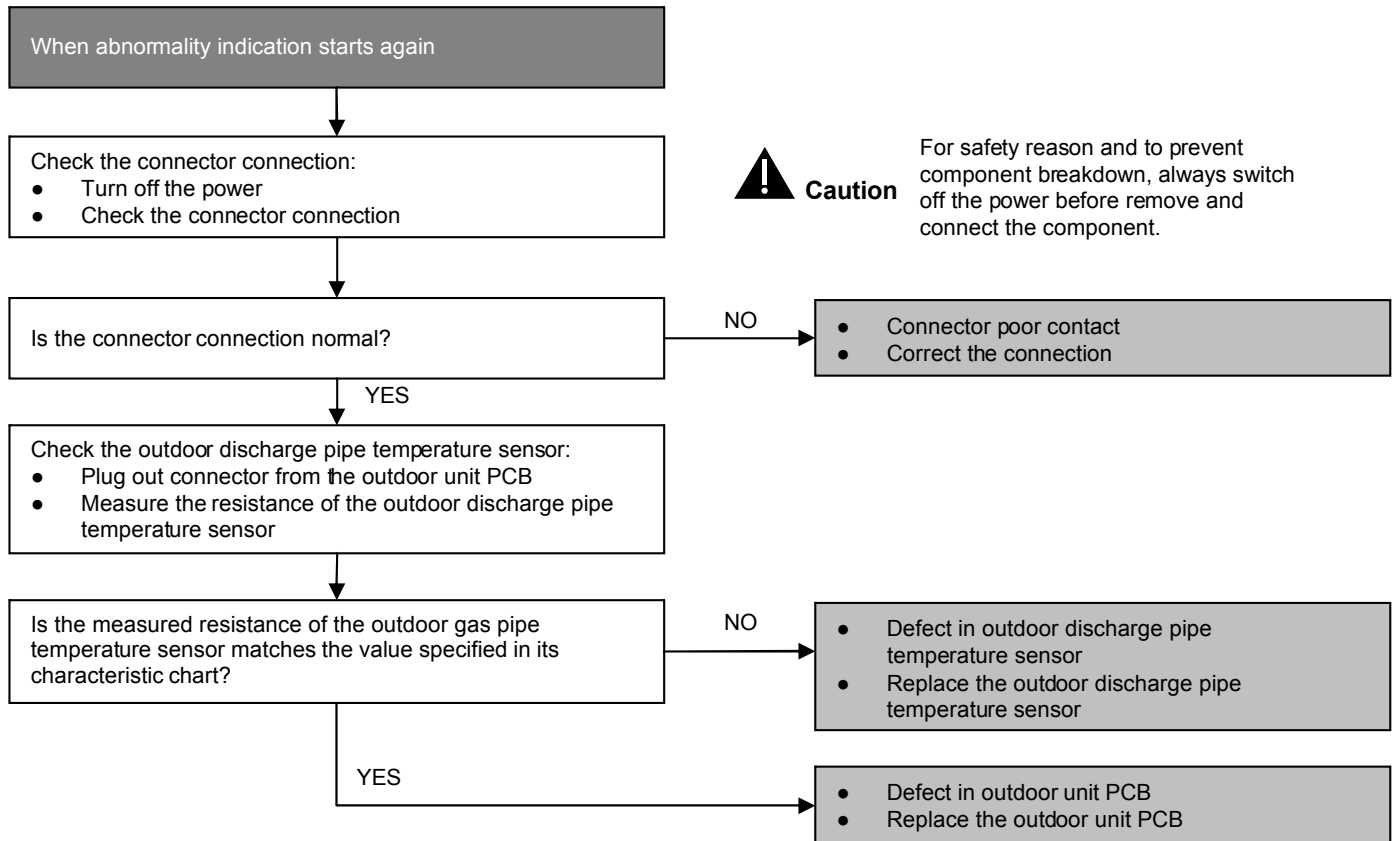 When abnormality indication starts again
Check the connector connection:
● Turn off the power
● Check the connector connection
Caution
For safety reason and to prevent
component breakdown, always switch
off the power before remove and
connect the component.
Is the connector connection normal?
NO
● Connector poor contact
● Correct the connection
YES
Check the outdoor discharge pipe temperature sensor:
● Plug out connector from the outdoor unit PCB
● Measure the resistance of the outdoor discharge pipe
temperature sensor
Is the measured resistance of the outdoor gas pipe
temperature sensor matches the value specified in its
characteristic chart?
NO
● Defect in outdoor discharge pipe
temperature sensor
● Replace the outdoor discharge pipe
temperature sensor
YES
● Defect in outdoor unit PCB
● Replace the outdoor unit PCB